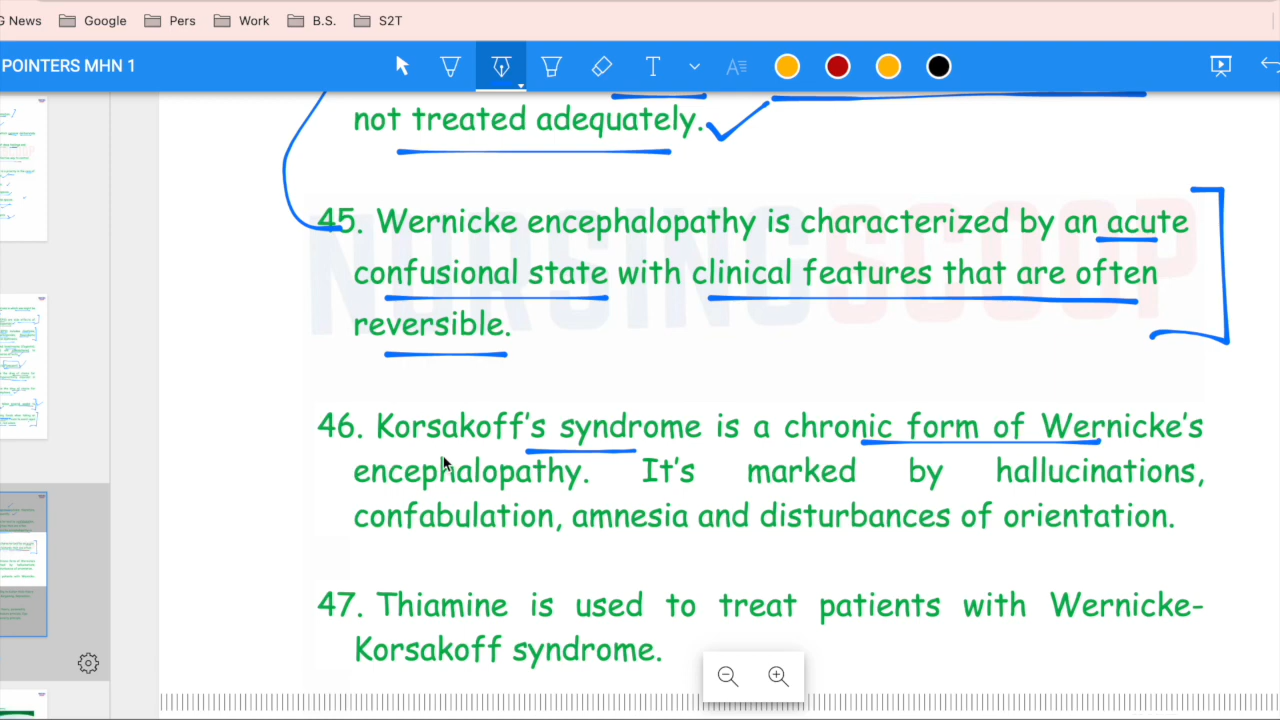 G News Google Pers Work B.S. S2T
POINTERS MHN 1
not treated adequately.
45. Wernicke encephalopathy is characterized by an acute
confusional state with clinical features that are often
reversible.
46. Korsakoff's syndrome is a chronic form of Wernicke's
encephalopathy. It's marked by hallucinations,
confabulation, amnesia and disturbances of orientation.
47. Thiamine is used to treat patients with Wernicke-
Korsakoff syndrome.
NURSINGSCOOP